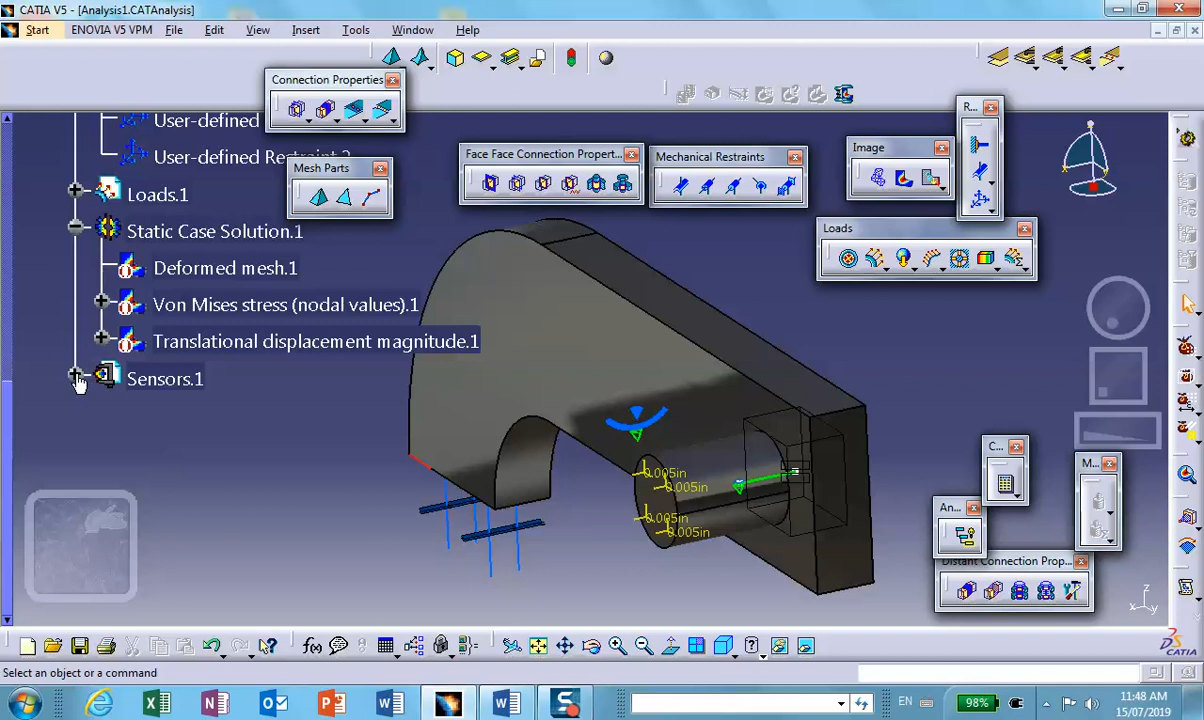 CATIA V5 - [Analysis1.CATAnalysis]
Start ENOVIA V5 VPM File Edit View Insert Tools Window Help
Connection Properties
R...
User-defined
User-defined Restraint.2
Mesh Parts
Face Face Connection Propert...
Mechanical Restraints
Image
Loads.1
Loads
Static Case Solution.1
Deformed mesh.1
Von Mises stress (nodal values).1
Translational displacement magnitude.1
Sensors.1
0.005in
0.005in
0.005in
0.005in
C...
M...
An...
Distant Connection Prop...
z
x
y
f(x)
CATIA
Select an object or a command
EN
98%
11:48 AM
15/07/2019